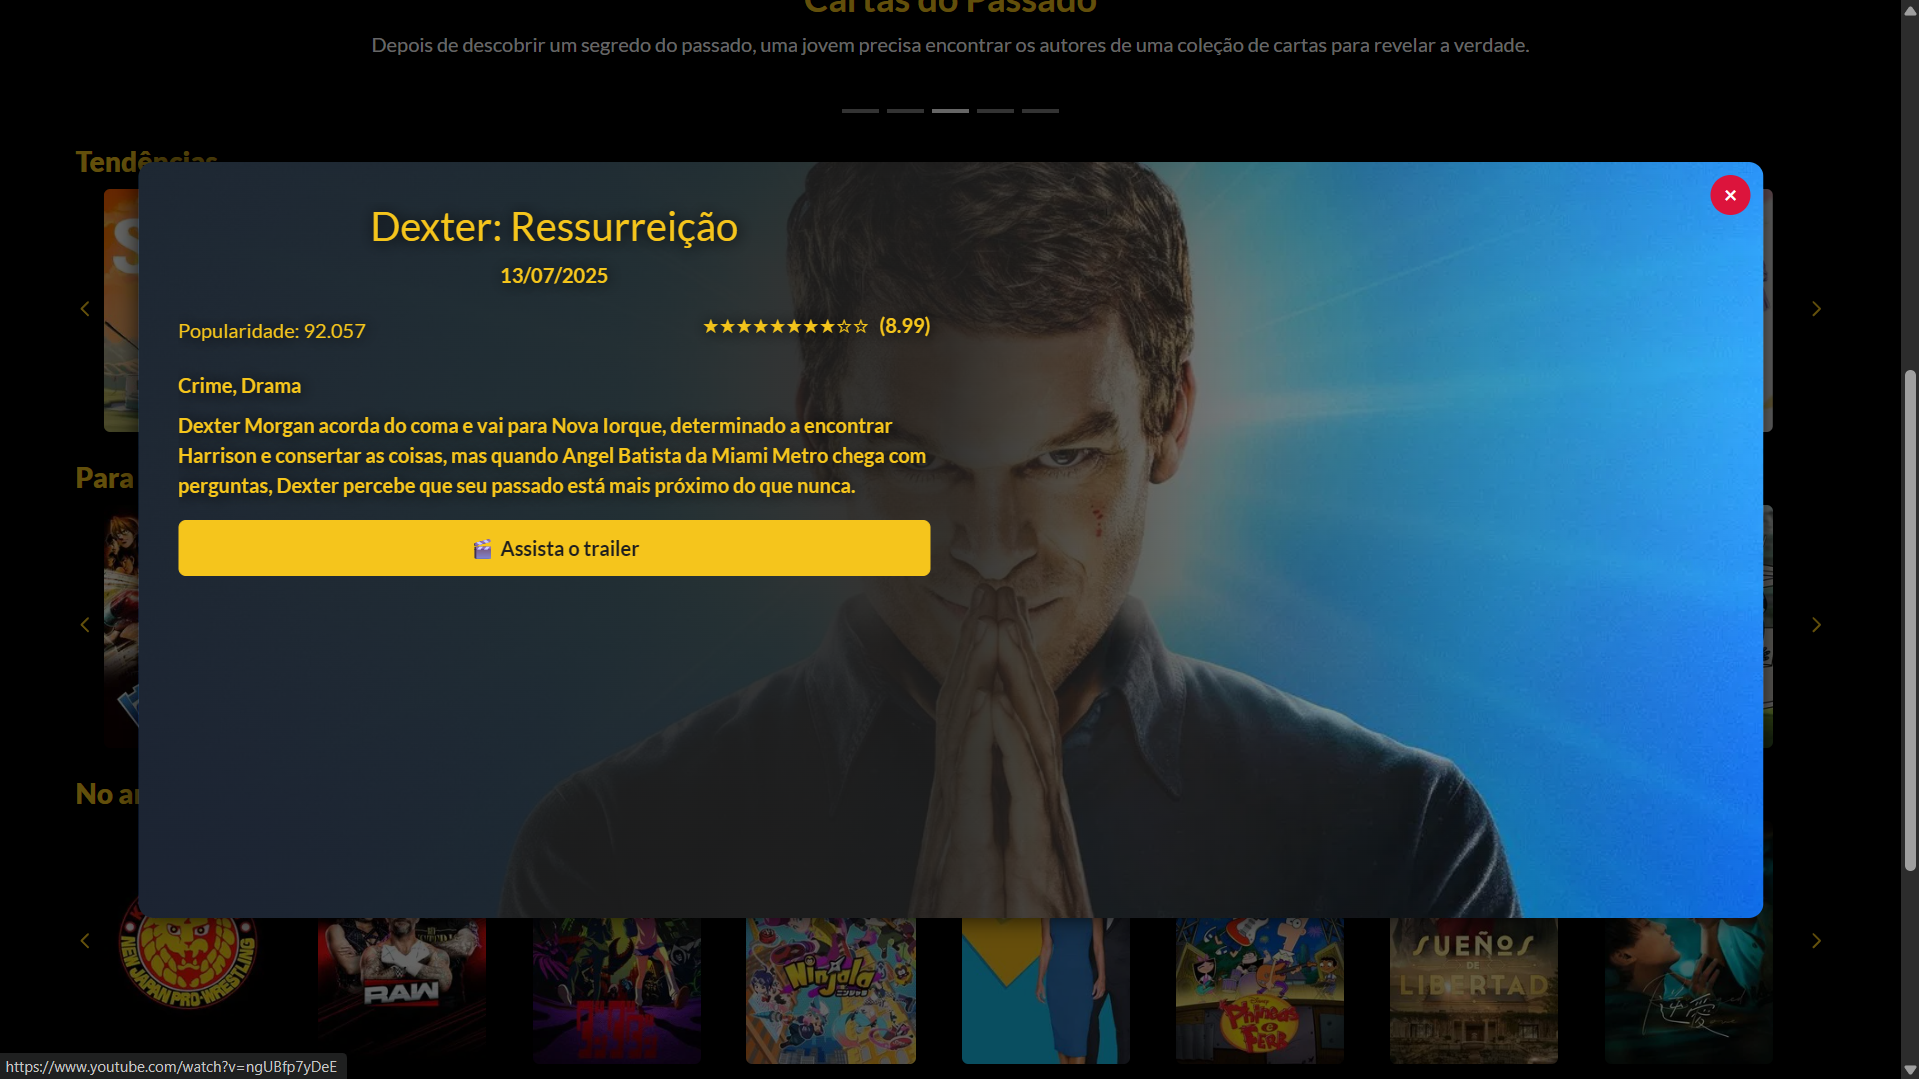 Cartas do Passado
Depois de descobrir um segredo do passado, uma jovem precisa encontrar os autores de uma coleção de cartas para revelar a verdade.
Tendências
Dexter: Ressurreição
13/07/2025
Popularidade: 92.057
★★★★★★★★☆☆ (8.99)
Crime, Drama
Dexter Morgan acorda do coma e vai para Nova Iorque, determinado a encontrar
Harrison e consertar as coisas, mas quando Angel Batista da Miami Metro chega com
perguntas, Dexter percebe que seu passado está mais próximo do que nunca.
Assista o trailer
Para
No ar
NEW JAPAN PRO-WRESTLING
RAW
Ninjala
Phineas
Ferb
SUEÑOS
DE
LIBERTAD
https://www.youtube.com/watch?v=ngUBfp7yDeE